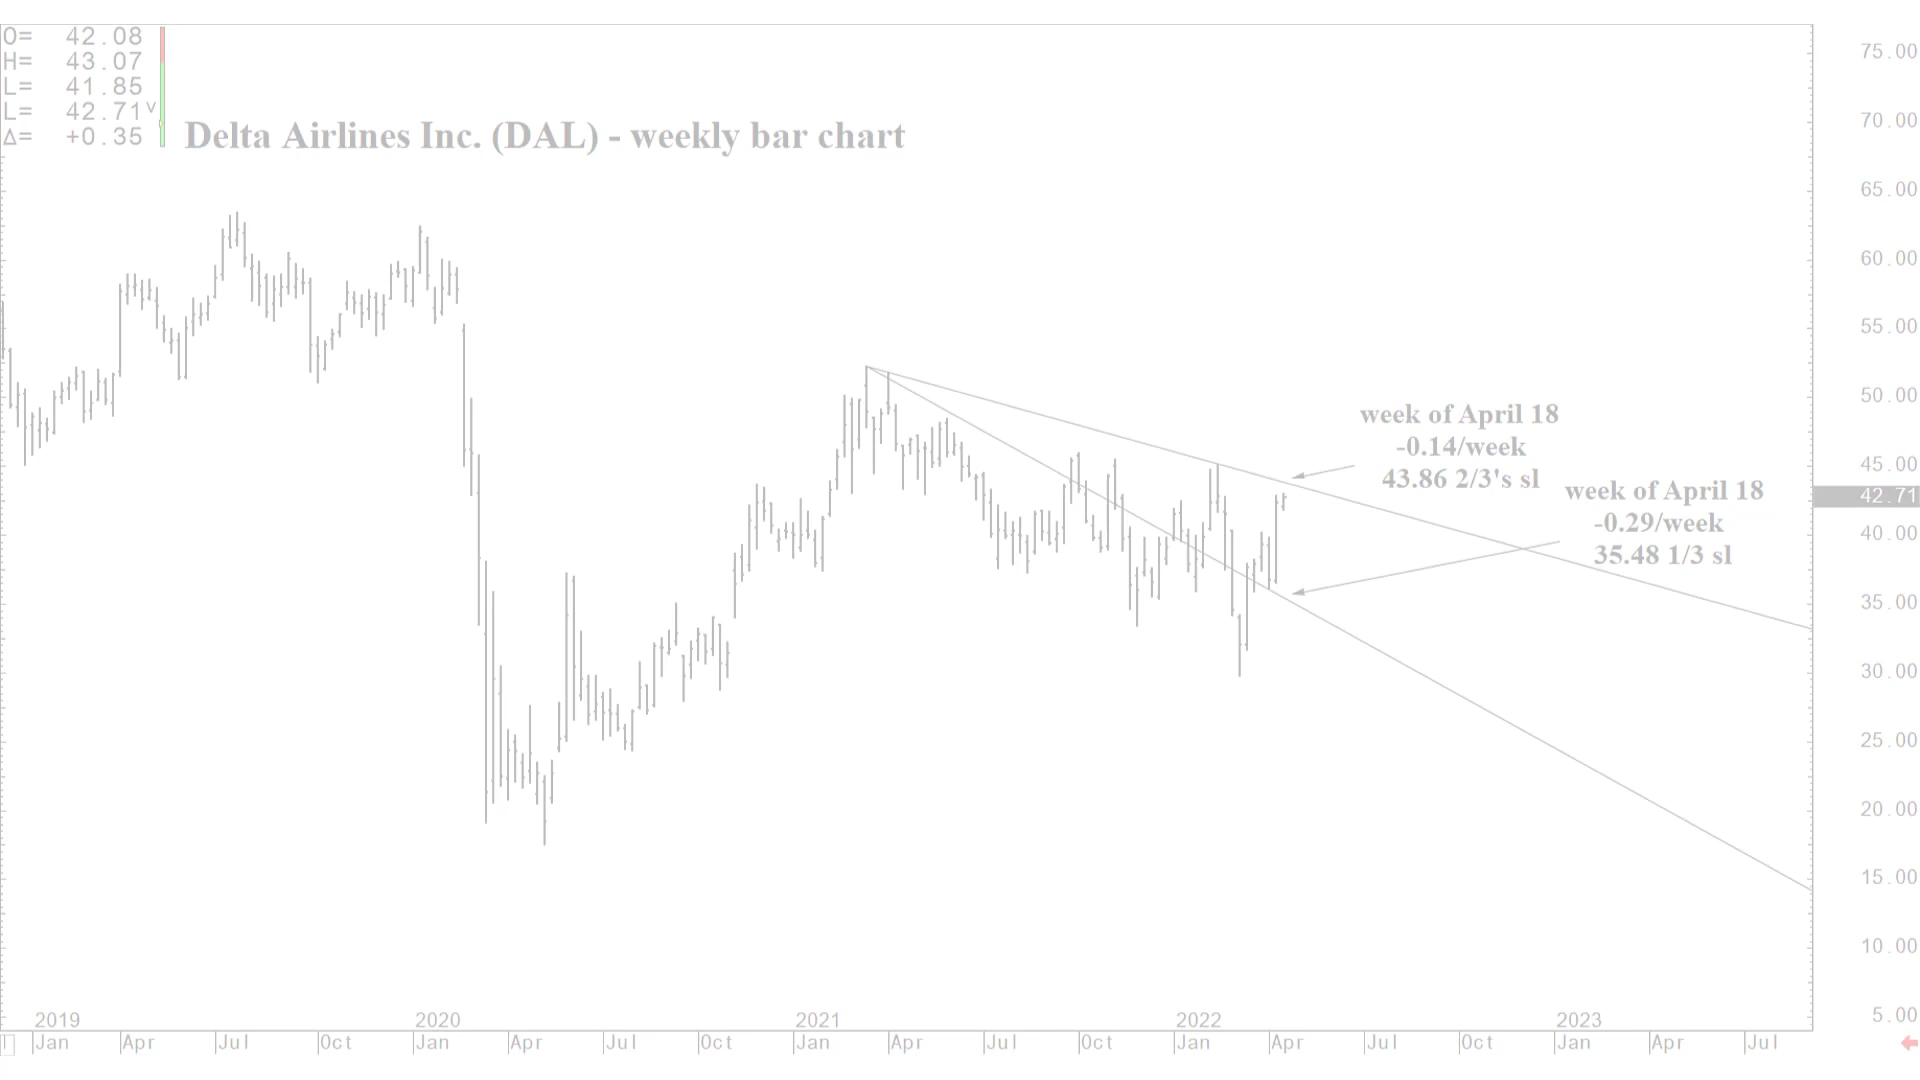 O= 42.08
H= 43.07
L= 41.85
L= 42.71V
Δ= +0.35
Delta Airlines Inc. (DAL) - weekly bar chart
75.00
70.00
65.00
60.00
55.00
50.00
45.00
42.71
40.00
35.00
30.00
25.00
20.00
15.00
10.00
5.00
week of April 18
-0.14/week
43.86 2/3's sl
week of April 18
-0.29/week
35.48 1/3 sl
2019 2020 2021 2022 2023
Jan Apr Jul Oct Jan Apr Jul Oct Jan Apr Jul Oct Jan Apr Jul Oct Jan Apr Jul